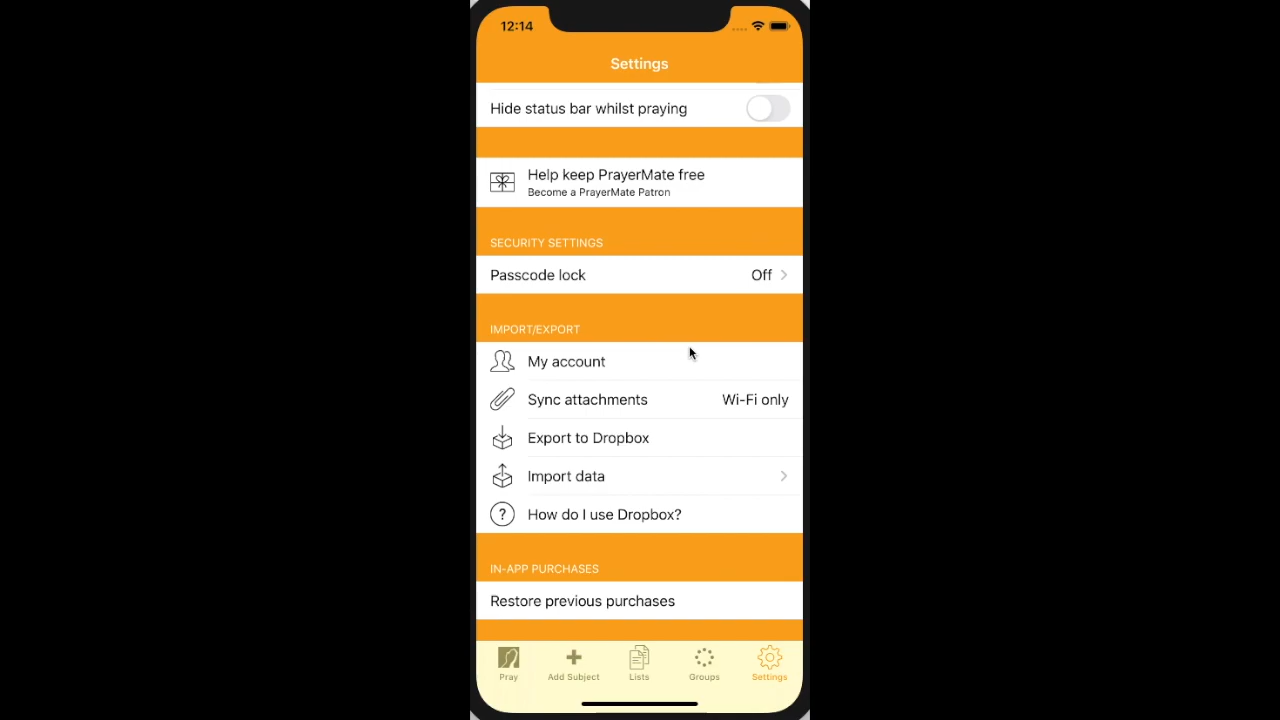 12:14
Settings
Hide status bar whilst praying
Help keep PrayerMate free
Become a PrayerMate Patron
SECURITY SETTINGS
Passcode lock Off
IMPORT/EXPORT
My account
Sync attachments Wi-Fi only
Export to Dropbox
Import data
? How do I use Dropbox?
IN-APP PURCHASES
Restore previous purchases
Pray Add Subject Lists Groups Settings